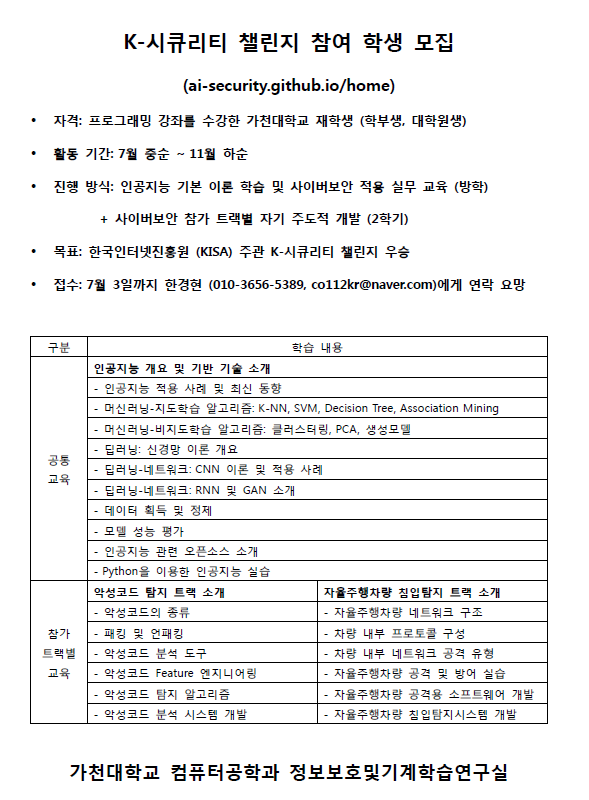 K-시큐리티 챌린지 참여 학생 모집
(ai-security.github.io/home)
• 자격: 프로그래밍 강좌를 수강한 가천대학교 재학생 (학부생, 대학원생)
• 활동 기간: 7월 중순 ~ 11월 하순
• 진행 방식: 인공지능 기본 이론 학습 및 사이버보안 적용 실무 교육 (방학)
+ 사이버보안 참가 트랙별 자기 주도적 개발 (2학기)
• 목표: 한국인터넷진흥원 (KISA) 주관 K-시큐리티 챌린지 우승
• 접수: 7월 3일까지 한경현 (010-3656-5389, co112kr@naver.com)에게 연락 요망
구분 학습 내용
공통
교육
인공지능 개요 및 기반 기술 소개
- 인공지능 적용 사례 및 최신 동향
- 머신러닝-지도학습 알고리즘: K-NN, SVM, Decision Tree, Association Mining
- 머신러닝-비지도학습 알고리즘: 클러스터링, PCA, 생성모델
- 딥러닝: 신경망 이론 개요
- 딥러닝-네트워크: CNN 이론 및 적용 사례
- 딥러닝-네트워크: RNN 및 GAN 소개
- 데이터 획득 및 정제
- 모델 성능 평가
- 인공지능 관련 오픈소스 소개
- Python을 이용한 인공지능 실습
참가
트랙별
교육
악성코드 탐지 트랙 소개 자율주행차량 침입탐지 트랙 소개
- 악성코드의 종류 - 자율주행차량 네트워크 구조
- 패킹 및 언패킹 - 차량 내부 프로토콜 구성
- 악성코드 분석 도구 - 차량 내부 네트워크 공격 유형
- 악성코드 Feature 엔지니어링 - 자율주행차량 공격 및 방어 실습
- 악성코드 탐지 알고리즘 - 자율주행차량 공격용 소프트웨어 개발
- 악성코드 분석 시스템 개발 - 자율주행차량 침입탐지시스템 개발
가천대학교 컴퓨터공학과 정보보호및기계학습연구실